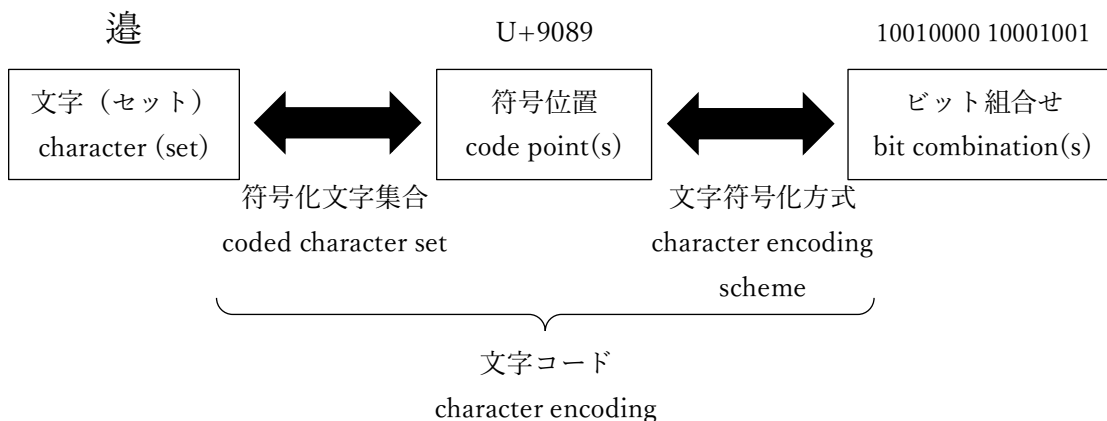 邉
U+9089
10010000 10001001
文字（セット）
character (set)
符号位置
code point(s)
ビット組合せ
bit combination(s)
符号化文字集合
coded character set
文字符号化方式
character encoding
scheme
文字コード
character encoding